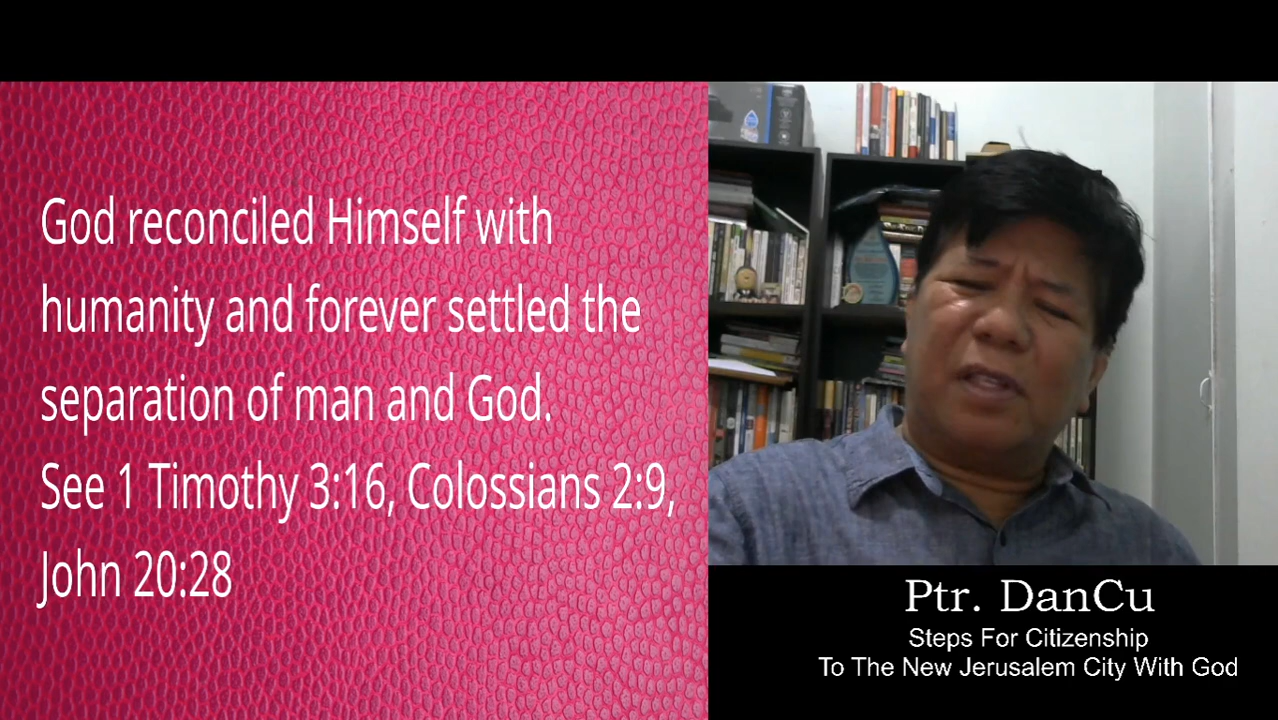 God reconciled Himself with
humanity and forever settled the
separation of man and God.
See 1 Timothy 3:16, Colossians 2:9,
John 20:28
Ptr. DanCu
Steps For Citizenship
To The New Jerusalem City With God